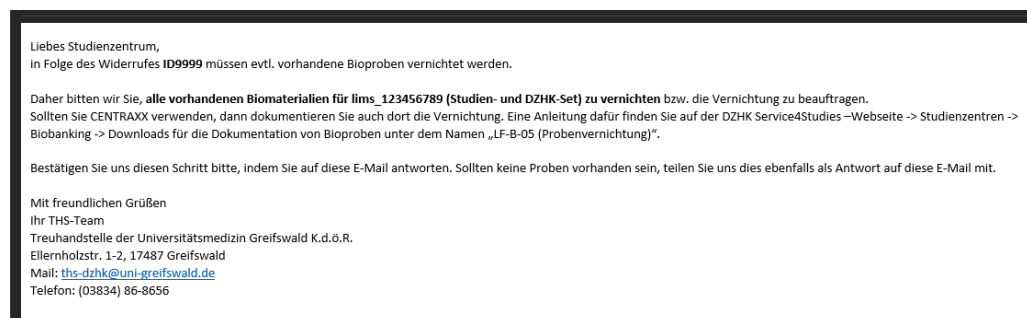 Liebes Studienzentrum,
in Folge des Widerrufes ID9999 müssen evtl. vorhandene Bioproben vernichtet werden.
Daher bitten wir Sie, alle vorhandenen Biomaterialien für lims_123456789 (Studien- und DZHK-Set) zu vernichten bzw. die Vernichtung zu beauftragen.
Sollten Sie CENTRAXX verwenden, dann dokumentieren Sie auch dort die Vernichtung. Eine Anleitung dafür finden Sie auf der DZHK Service4Studies –Webseite -> Studienzentren ->
Biobanking -> Downloads für die Dokumentation von Bioproben unter dem Namen „LF-B-05 (Probenvernichtung)“.
Bestätigen Sie uns diesen Schritt bitte, indem Sie auf diese E-Mail antworten. Sollten keine Proben vorhanden sein, teilen Sie uns dies ebenfalls als Antwort auf diese E-Mail mit.
Mit freundlichen Grüßen
Ihr THS-Team
Treuhandstelle der Universitätsmedizin Greifswald K.d.ö.R.
Ellernholzstr. 1-2, 17487 Greifswald
Mail: ths-dzhk@uni-greifswald.de
Telefon: (03834) 86-8656